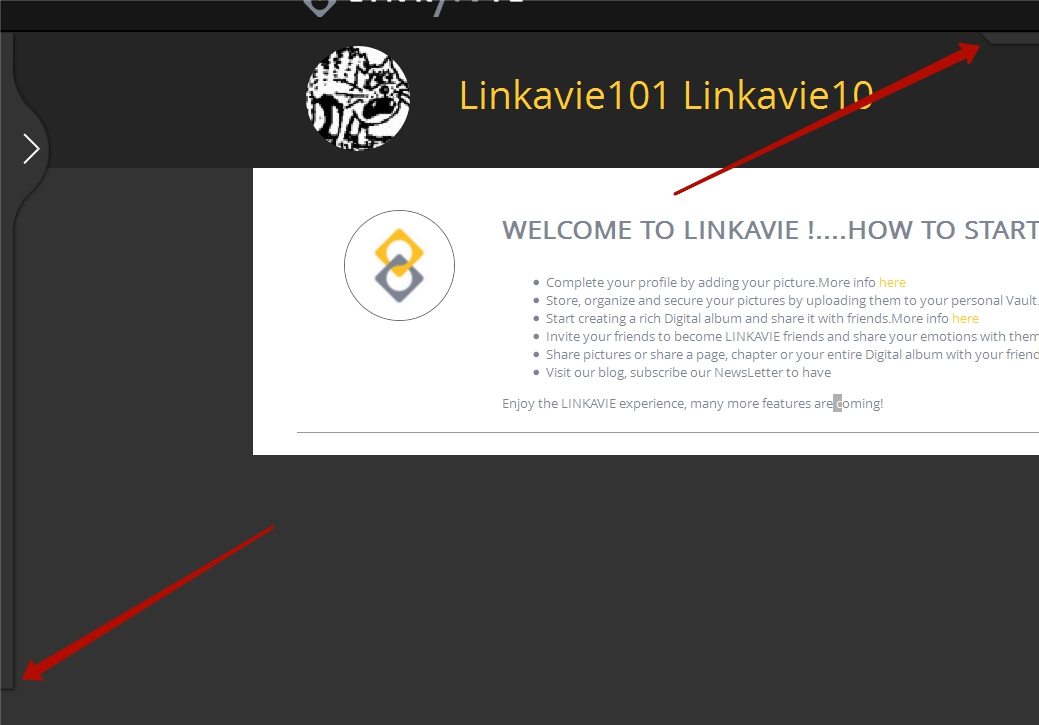 Linkavie101 Linkavie10
WELCOME TO LINKAVIE !....HOW TO START
Complete your profile by adding your picture.More info here
Store, organize and secure your pictures by uploading them to your personal Vault.
Start creating a rich Digital album and share it with friends.More info here
Invite your friends to become LINKAVIE friends and share your emotions with them
Share pictures or share a page, chapter or your entire Digital album with your friend
Visit our blog, subscribe our NewsLetter to have
Enjoy the LINKAVIE experience, many more features are coming!